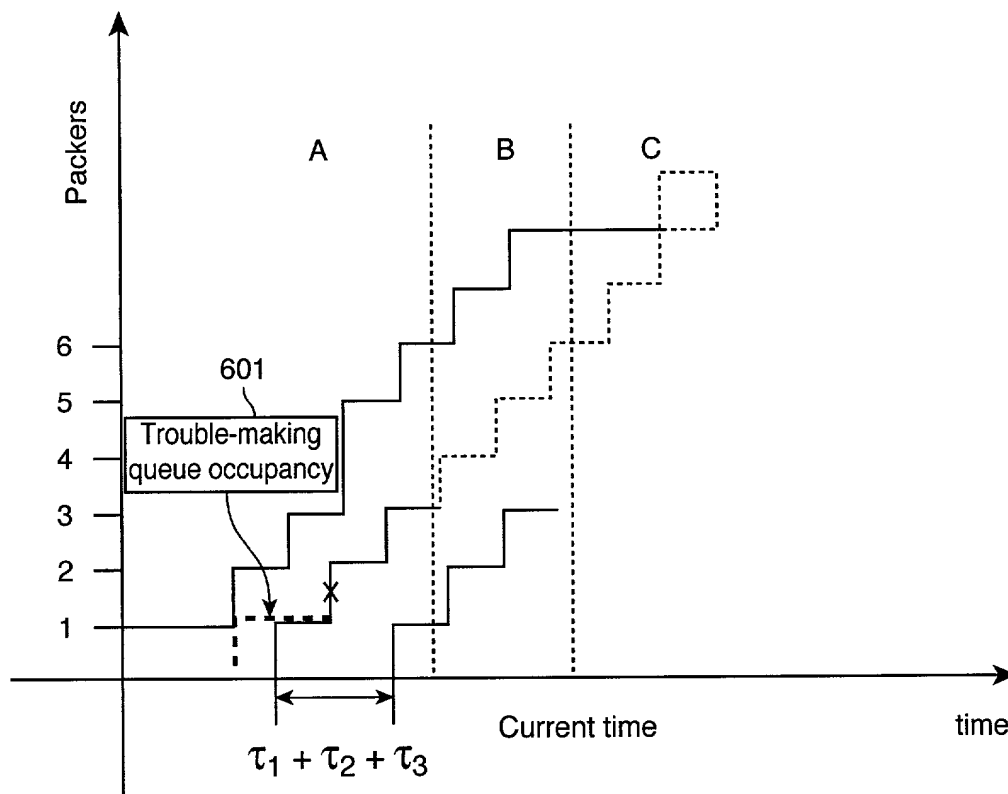 Packers
A
B
C
6
5
4
3
2
1
601
Trouble-making
queue occupancy
Current time
time
τ1 + τ2 + τ3